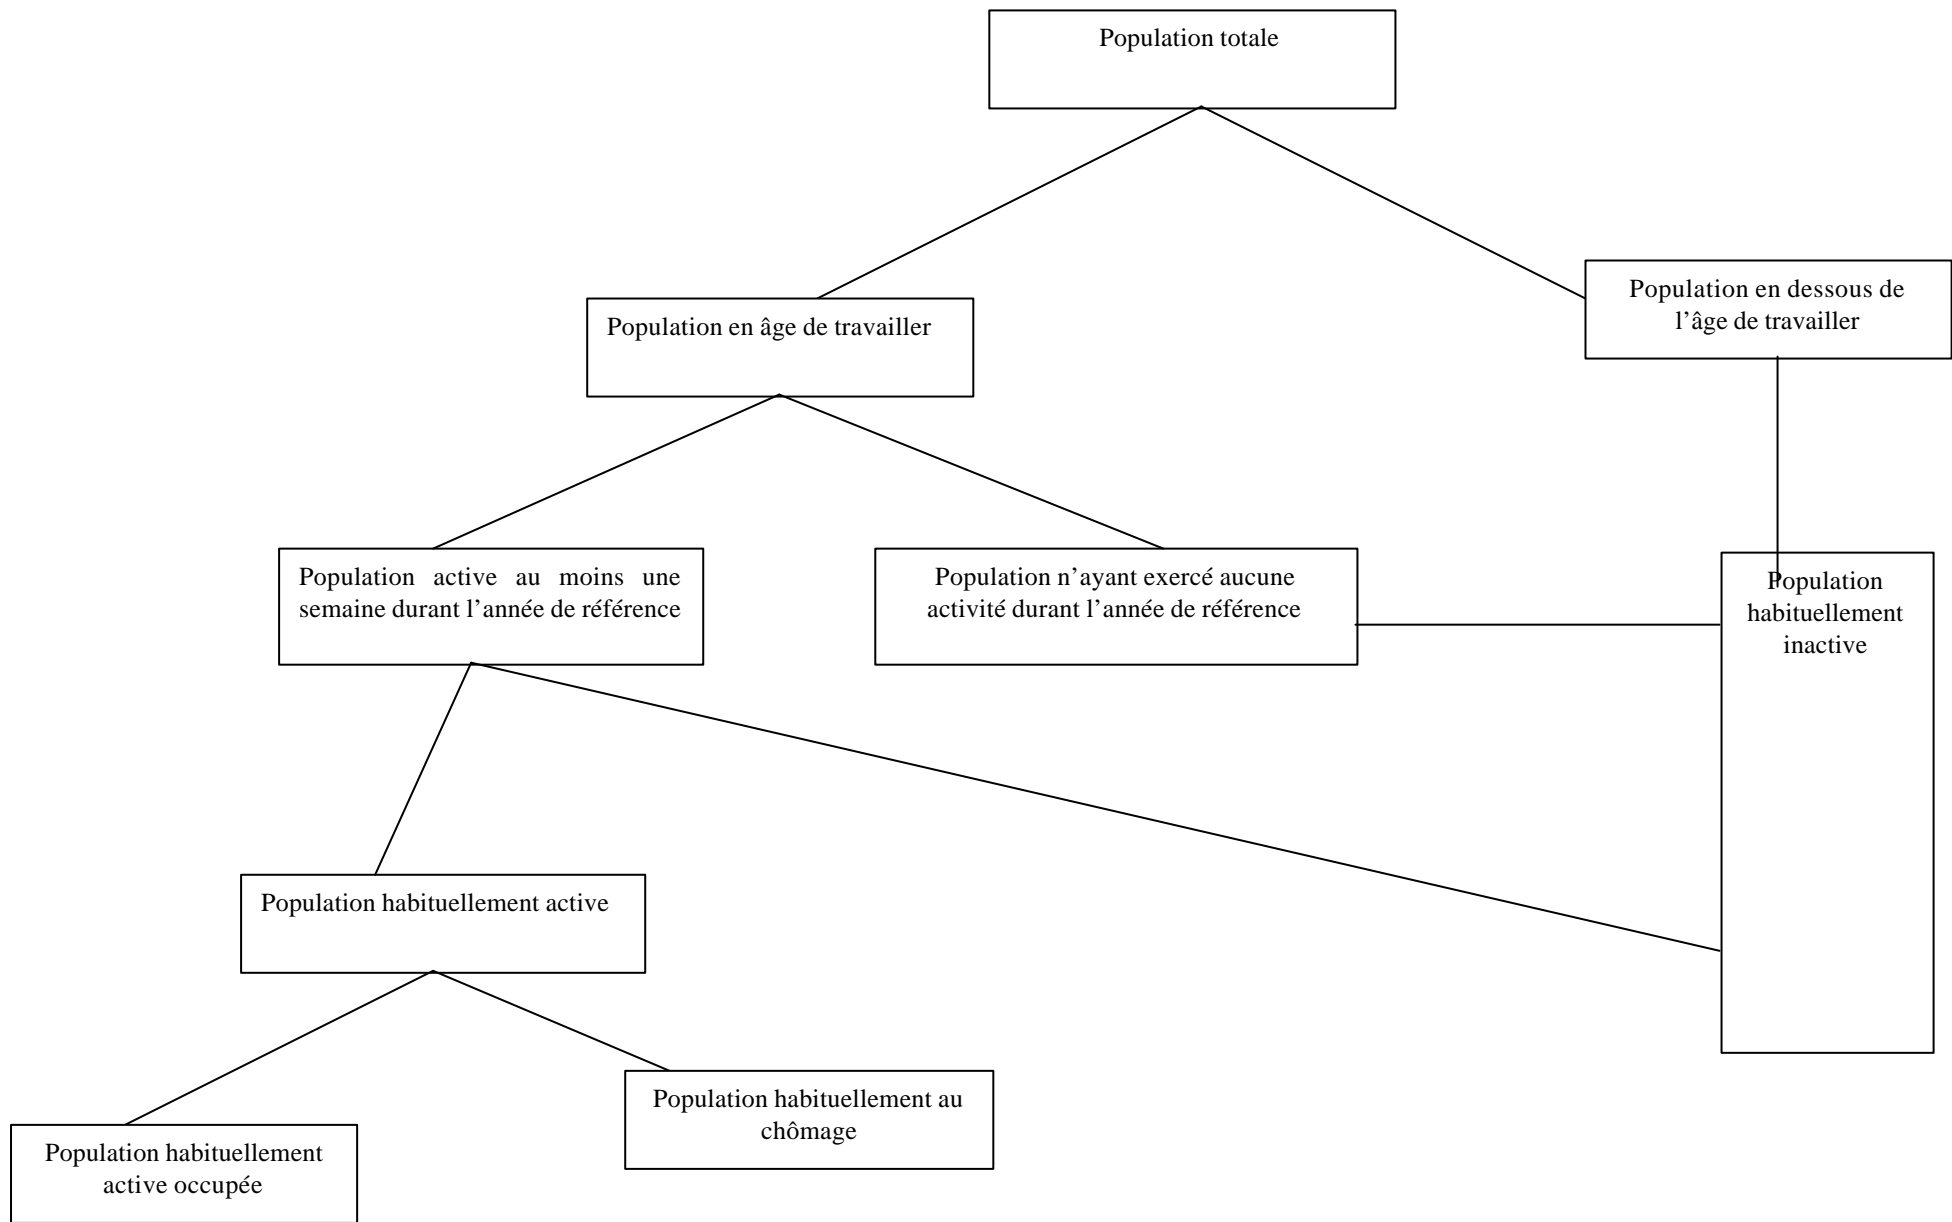 Population totale
Population en dessous de
l’âge de travailler
Population en âge de travailler
Population active au moins une
semaine durant l’année de référence
Population n’ayant exercé aucune
activité durant l’année de référence
Population
habituellement
inactive
Population habituellement active
Population habituellement au
chômage
Population habituellement
active occupée